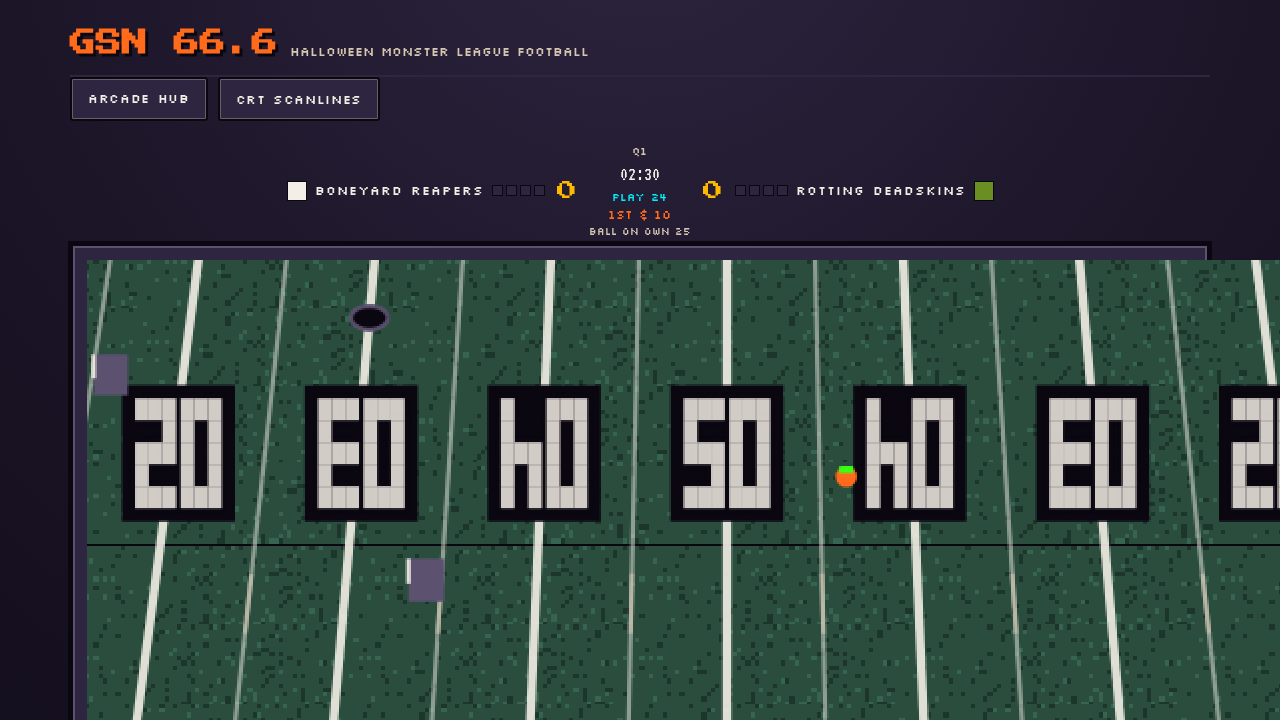 GSN 66.6 HALLOWEEN MONSTER LEAGUE FOOTBALL
ARCADE HUB CRT SCANLINES
Q1
02:30
BONEYARD REAPERS 0 0 ROTTING DEADSKINS
PLAY 24
1ST & 10
BALL ON OWN 25
20 30 40 50 40 30 2